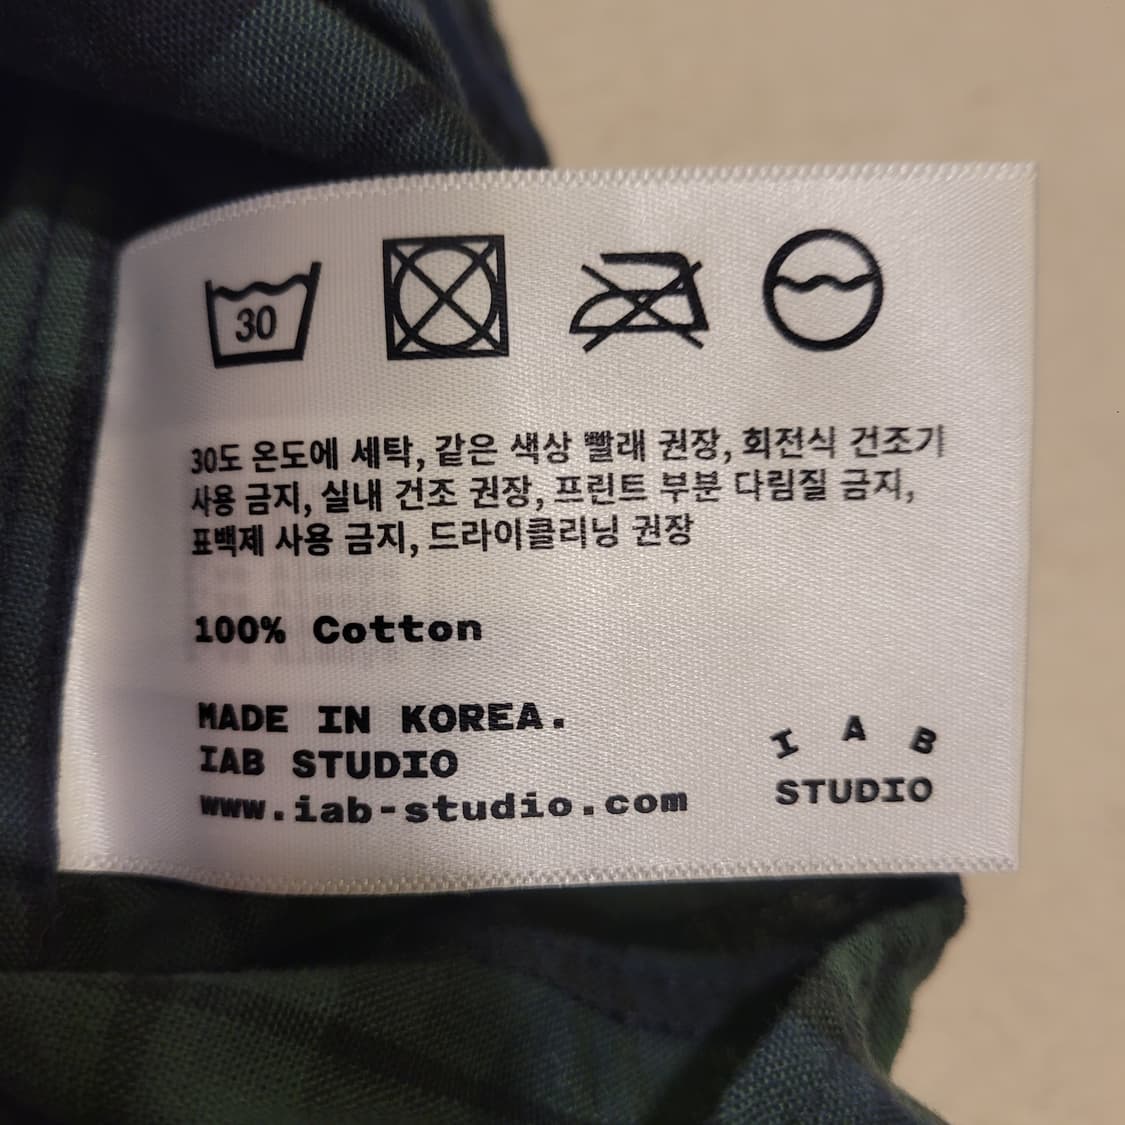 30
30도 온도에 세탁, 같은 색상 빨래 권장, 회전식 건조기
사용 금지, 실내 건조 권장, 프린트 부분 다림질 금지,
표백제 사용 금지, 드라이클리닝 권장
100% Cotton
MADE IN KOREA.
IAB STUDIO
www.iab-studio.com
I A B
STUDIO